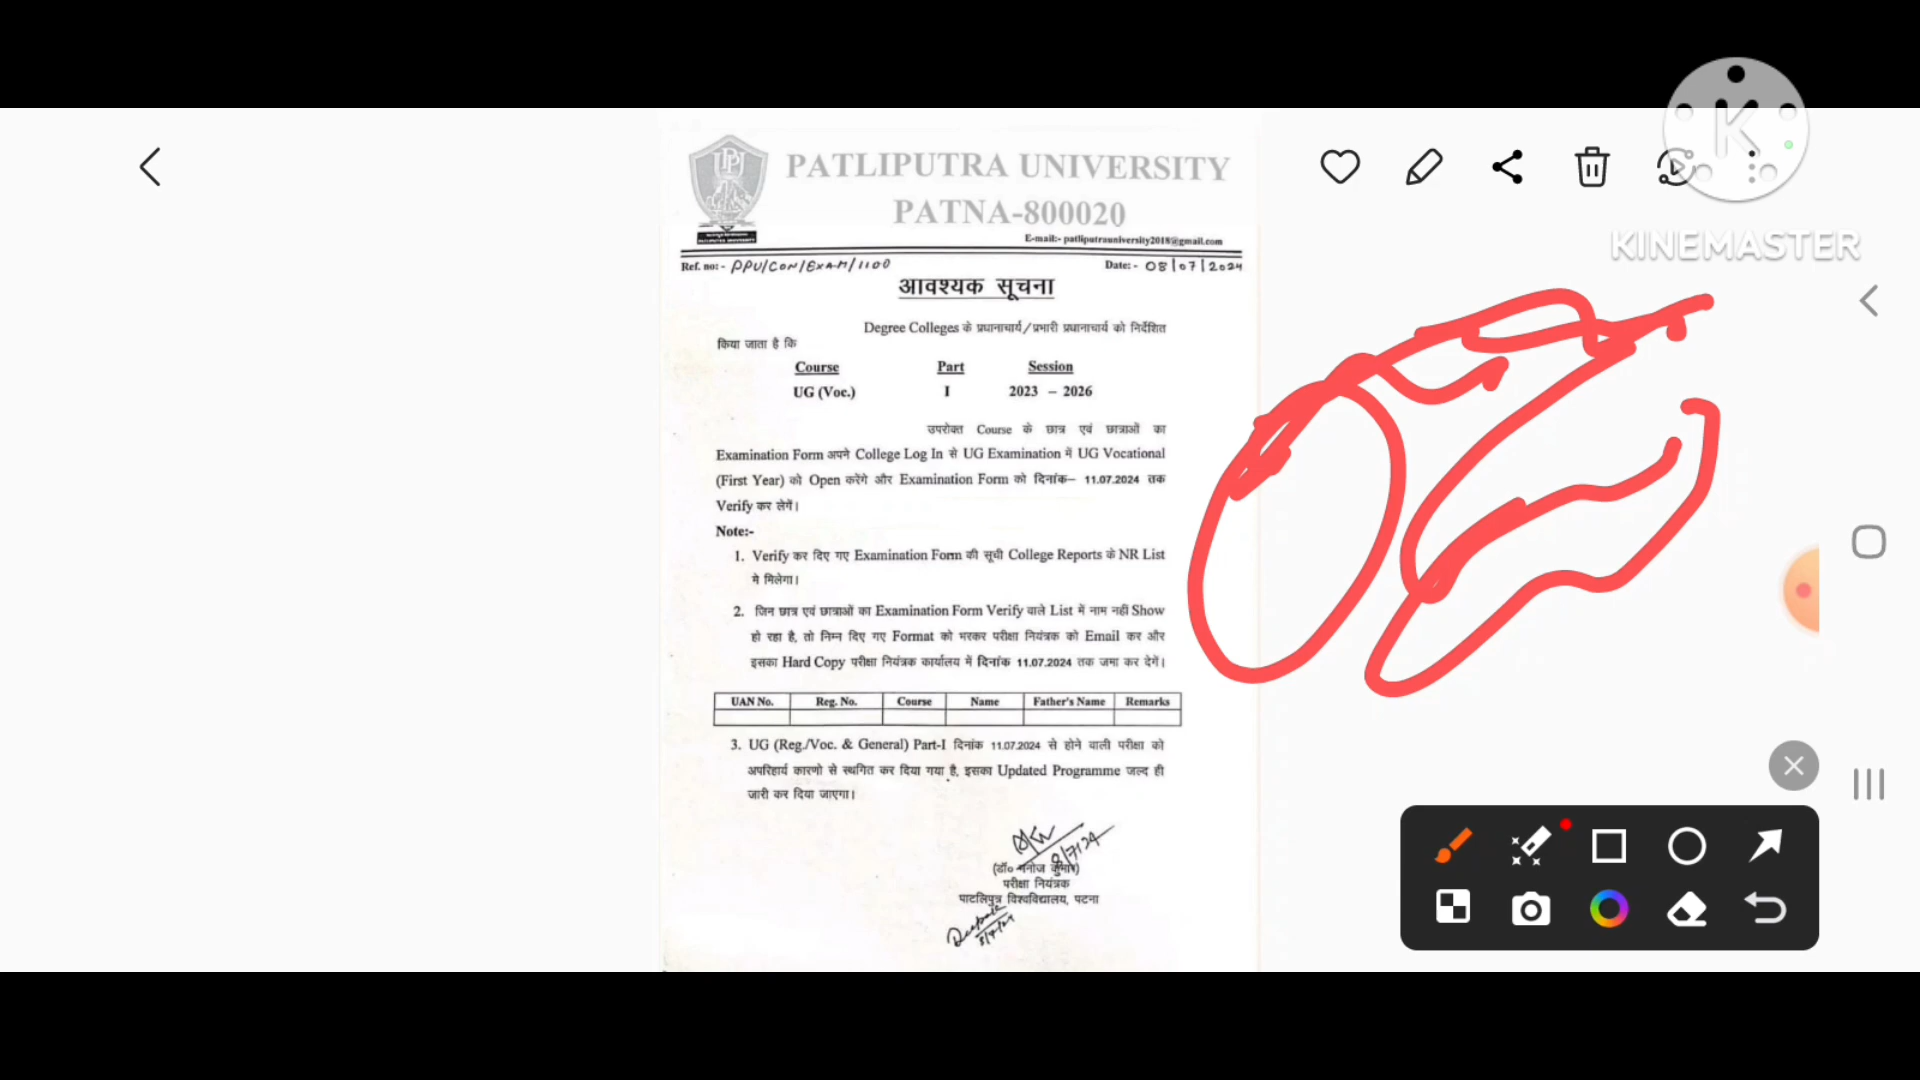 PATLIPUTRA UNIVERSITY
PATNA-800020
E-mail:- patliputrauniversity2018@gmail.com
Ref. no:- PPU/CON/EXAM/1100 Date:- 08/07/2024
आवश्यक सूचना
Degree Colleges के प्रधानाचार्य/प्रभारी प्रधानाचार्य को निर्देशित
किया जाता है कि
Course Part Session
UG (Voc.) I 2023 – 2026
उपरोक्त Course के छात्र एवं छात्राओं का
Examination Form अपने College Log In से UG Examination में UG Vocational
(First Year) को Open करेंगे और Examination Form को दिनांक– 11.07.2024 तक
Verify कर लेगें।
Note:-
1. Verify कर दिए गए Examination Form की सूची College Reports के NR List
मे मिलेगा।
2. जिन छात्र एवं छात्राओं का Examination Form Verify वाले List में नाम नहीं Show
हो रहा है, तो निम्न दिए गए Format को भरकर परीक्षा नियंत्रक को Email कर और
इसका Hard Copy परीक्षा नियंत्रक कार्यालय में दिनांक 11.07.2024 तक जमा कर देगें।
UAN No. Reg. No. Course Name Father's Name Remarks
3. UG (Reg./Voc. & General) Part-I दिनांक 11.07.2024 से होने वाली परीक्षा को
अपरिहार्य कारणो से स्थगित कर दिया गया है, इसका Updated Programme जल्द ही
जारी कर दिया जाएगा।
8/7/24
(डॉ० मनोज कुमार)
परीक्षा नियंत्रक
पाटलिपुत्र विश्वविद्यालय, पटना
K
KINEMASTER